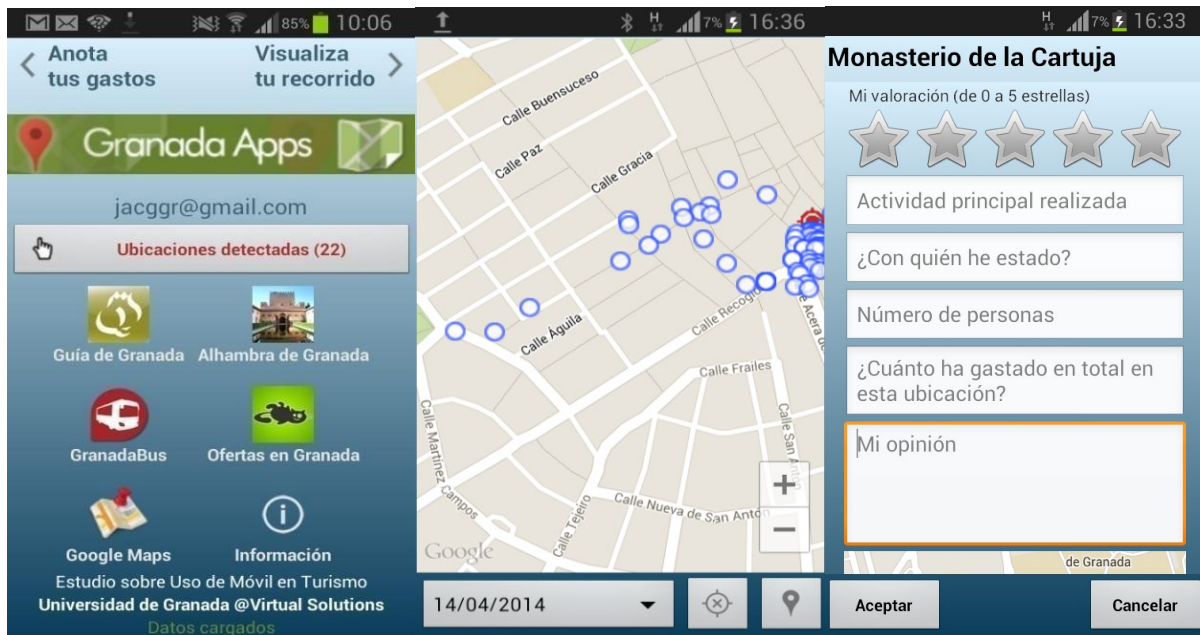 85% 10:06
Anota
tus gastos
Visualiza
tu recorrido
Granada Apps
jacggr@gmail.com
Ubicaciones detectadas (22)
Guía de Granada
Alhambra de Granada
GranadaBus
Ofertas en Granada
Google Maps
Información
Estudio sobre Uso de Móvil en Turismo
Universidad de Granada @Virtual Solutions
Datos cargados
H 7% 16:36
Calle Buensuceso
Calle Paz
Calle Gracia
Calle Recogi
Calle Águila
Acera d
Calle Frailes
Calle Martínez Campos
Calle San Antón
Calle Nueva de San Antón
Calle Tejeiro
+
−
Google
14/04/2014
H 7% 16:33
Monasterio de la Cartuja
Mi valoración (de 0 a 5 estrellas)
Actividad principal realizada
¿Con quién he estado?
Número de personas
¿Cuánto ha gastado en total en
esta ubicación?
Mi opinión
de Granada
Aceptar
Cancelar